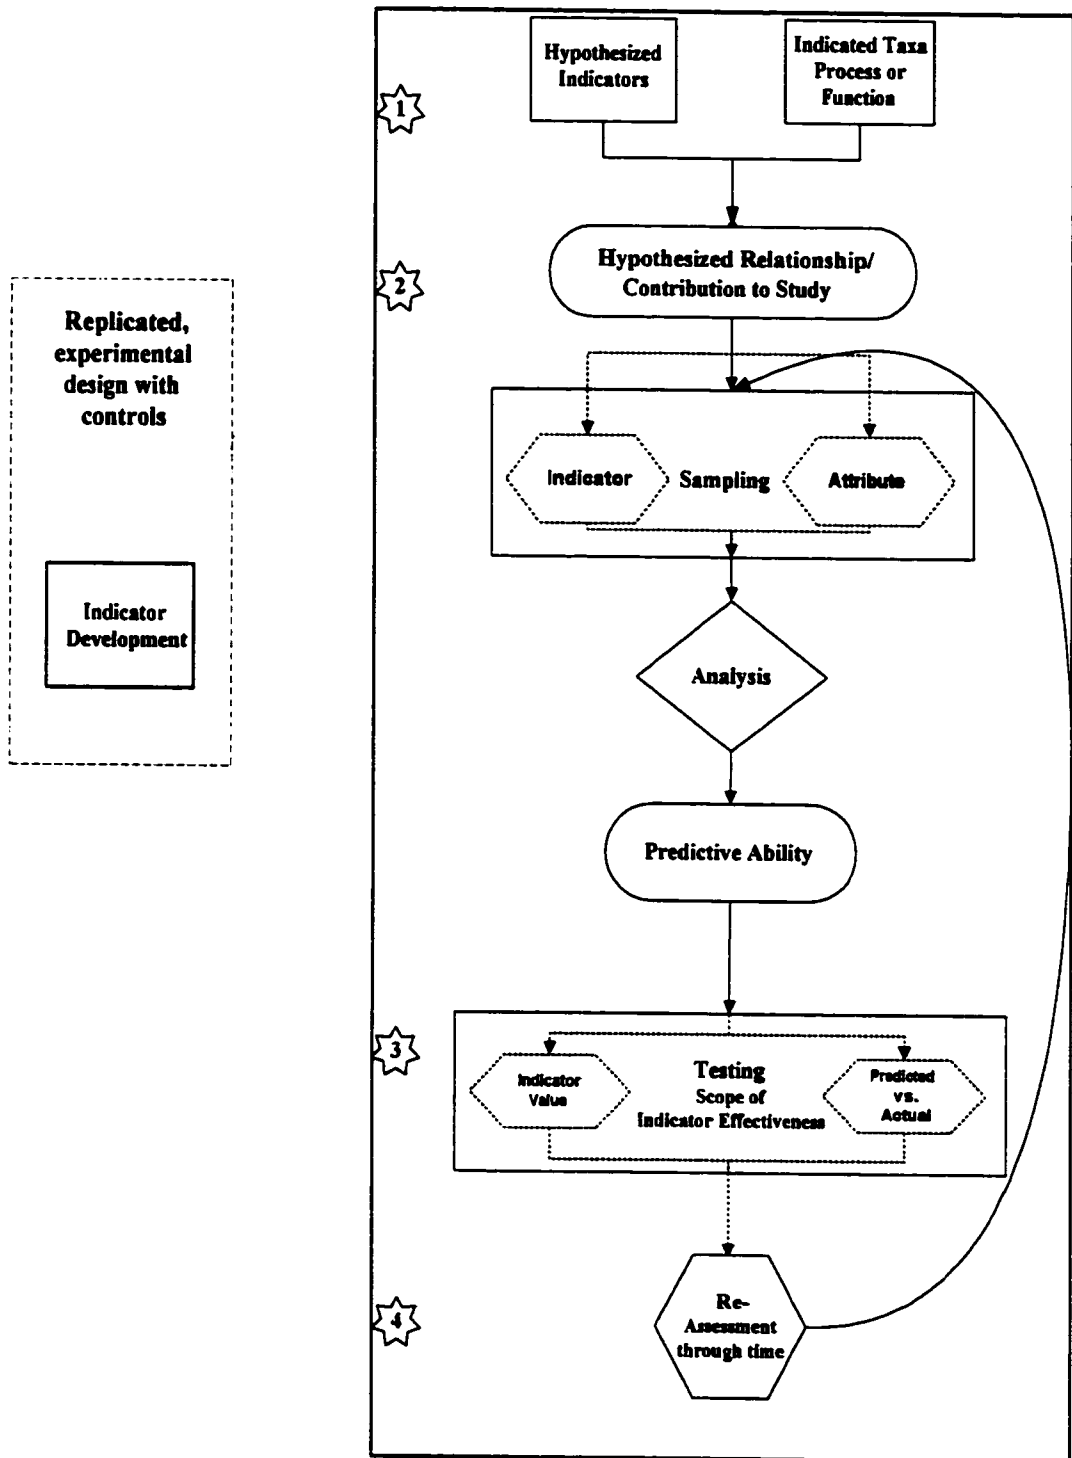 Hypothesized
Indicators
Indicated Taxa
Process or
Function
1
Hypothesized Relationship/
Contribution to Study
2
Replicated,
experimental
design with
controls
Indicator
Sampling
Attribute
Indicator
Development
Analysis
Predictive Ability
3
Indicator
Value
Testing
Scope of
Indicator Effectiveness
Predicted
vs.
Actual
4
Re-
Assessment
through time